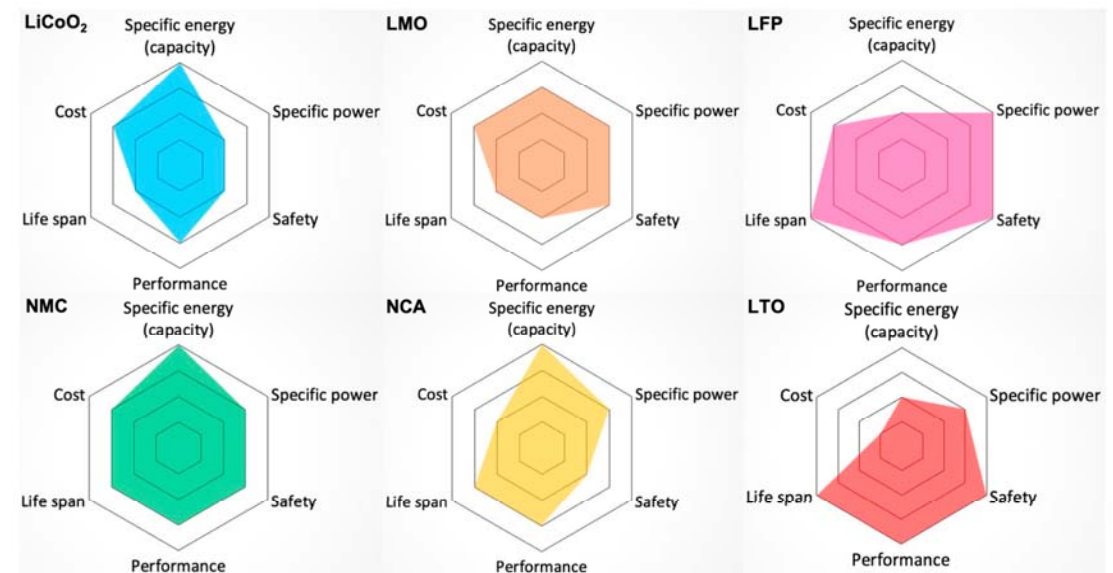 LiCoO₂
Specific energy
(capacity)
Cost
Specific power
Life span
Safety
Performance
LMO
Specific energy
(capacity)
Cost
Specific power
Life span
Safety
Performance
LFP
Specific energy
(capacity)
Cost
Specific power
Life span
Safety
Performance
NMC
Specific energy
(capacity)
Cost
Specific power
Life span
Safety
Performance
NCA
Specific energy
(capacity)
Cost
Specific power
Life span
Safety
Performance
LTO
Specific energy
(capacity)
Cost
Specific power
Life span
Safety
Performance